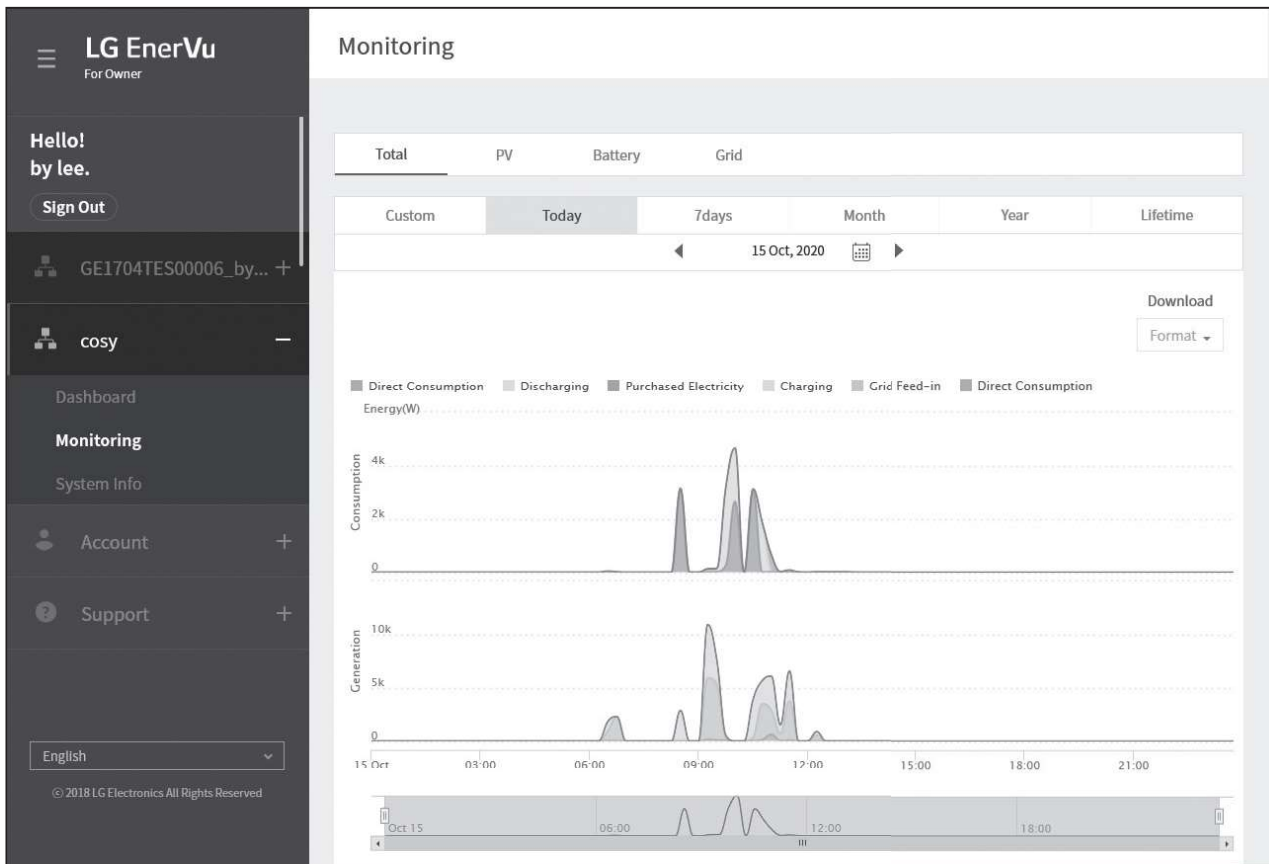 LG EnerVu
For Owner
Hello!
by lee.
Sign Out
GE1704TES00006_by...
cosy
Dashboard
Monitoring
System Info
Account
Support
English
© 2018 LG Electronics All Rights Reserved
Monitoring
Total PV Battery Grid
Custom Today 7days Month Year Lifetime
15 Oct, 2020
Download
Format
Direct Consumption Discharging Purchased Electricity Charging Grid Feed-in Direct Consumption
Energy(W)
Consumption
4k
2k
0
Generation
10k
5k
0
15 Oct 03:00 06:00 09:00 12:00 15:00 18:00 21:00
Oct 15 06:00 12:00 18:00